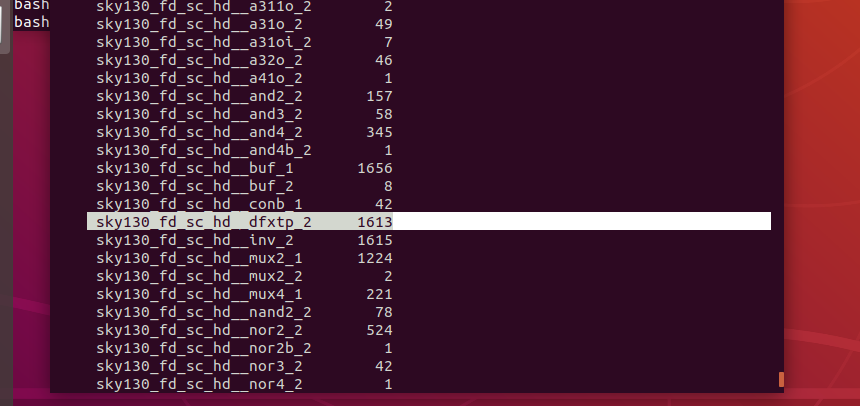 bash
bash
sky130_fd_sc_hd__a311o_2 2
sky130_fd_sc_hd__a31o_2 49
sky130_fd_sc_hd__a31oi_2 7
sky130_fd_sc_hd__a32o_2 46
sky130_fd_sc_hd__a41o_2 1
sky130_fd_sc_hd__and2_2 157
sky130_fd_sc_hd__and3_2 58
sky130_fd_sc_hd__and4_2 345
sky130_fd_sc_hd__and4b_2 1
sky130_fd_sc_hd__buf_1 1656
sky130_fd_sc_hd__buf_2 8
sky130_fd_sc_hd__conb_1 42
sky130_fd_sc_hd__dfxtp_2 1613
sky130_fd_sc_hd__inv_2 1615
sky130_fd_sc_hd__mux2_1 1224
sky130_fd_sc_hd__mux2_2 2
sky130_fd_sc_hd__mux4_1 221
sky130_fd_sc_hd__nand2_2 78
sky130_fd_sc_hd__nor2_2 524
sky130_fd_sc_hd__nor2b_2 1
sky130_fd_sc_hd__nor3_2 42
sky130_fd_sc_hd__nor4_2 1